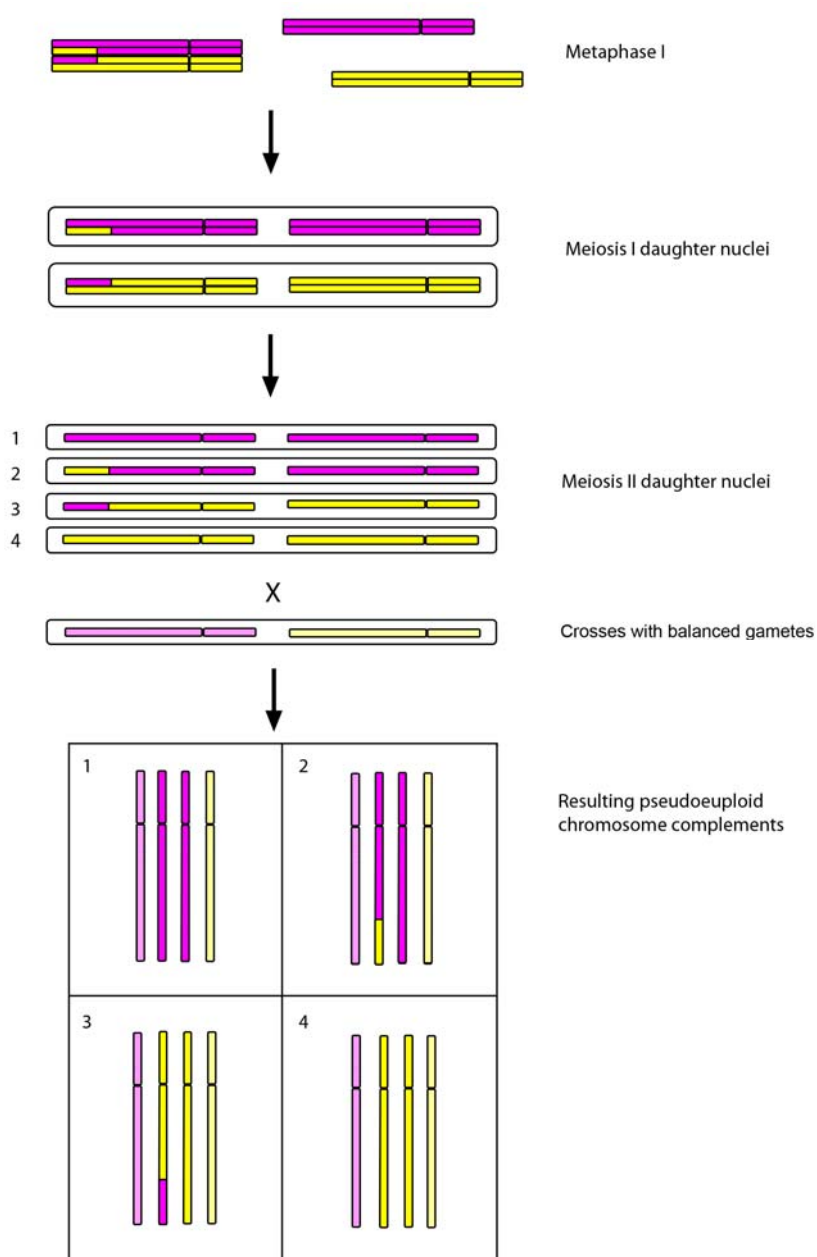 Metaphase I
Meiosis I daughter nuclei
1
2
Meiosis II daughter nuclei
3
4
X
Crosses with balanced gametes
1
2
Resulting pseudoeuploid
chromosome complements
3
4